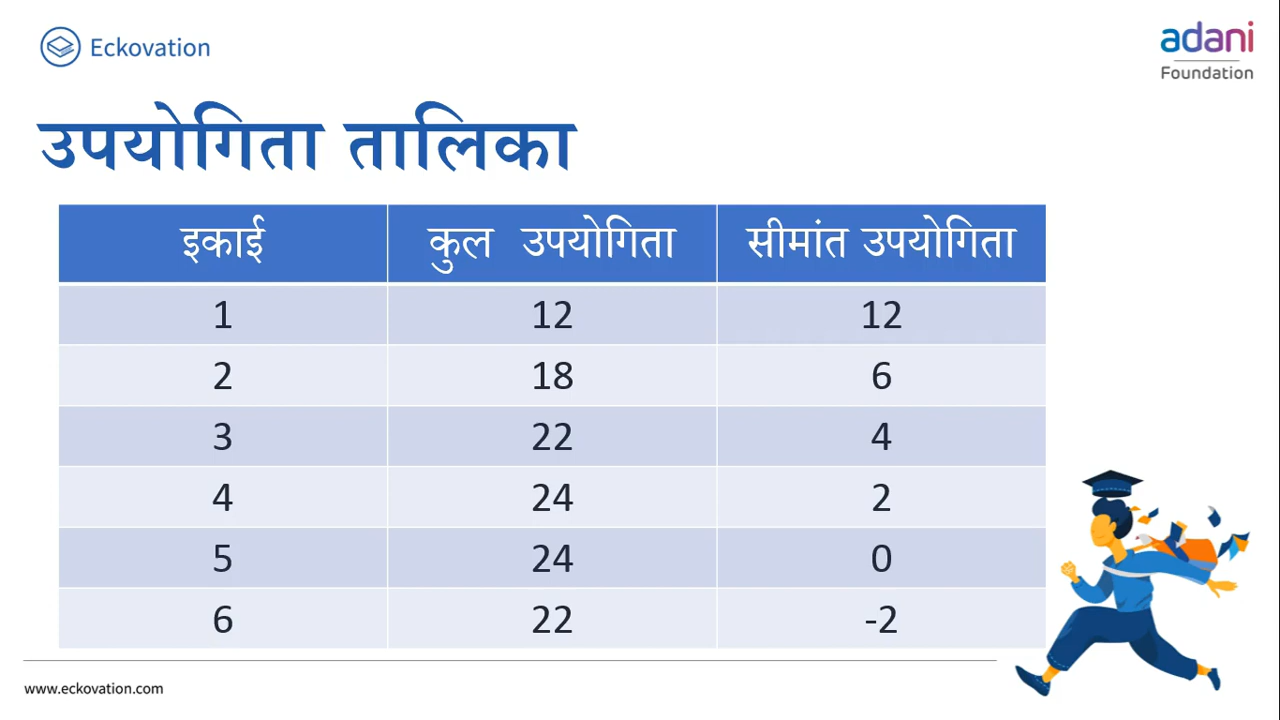 Eckovation
adani
Foundation
उपयोगिता तालिका
इकाई कुल उपयोगिता सीमांत उपयोगिता
1 12 12
2 18 6
3 22 4
4 24 2
5 24 0
6 22 -2
www.eckovation.com